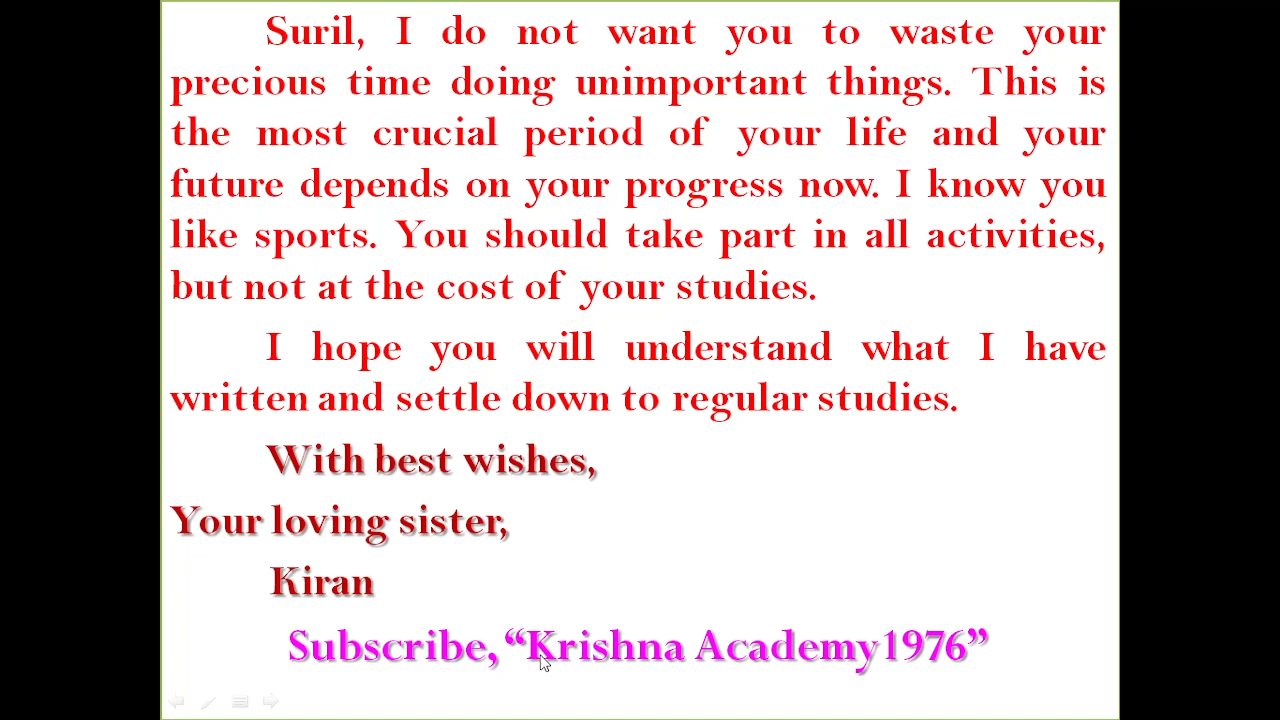 Suril, I do not want you to waste your
precious time doing unimportant things. This is
the most crucial period of your life and your
future depends on your progress now. I know you
like sports. You should take part in all activities,
but not at the cost of your studies.
I hope you will understand what I have
written and settle down to regular studies.
With best wishes,
Your loving sister,
Kiran
Subscribe, “Krishna Academy1976”